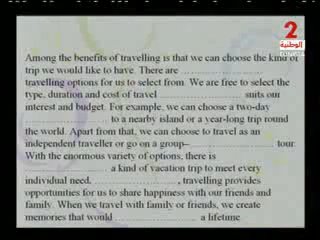 2
الوطنية
Among the benefits of travelling is that we can choose the kind of
trip we would like to have. There are ..............................
travelling options for us to select from. We are free to select the
type, duration and cost of travel .............................. suits our
interest and budget. For example, we can choose a two-day
.............................. to a nearby island or a year-long trip round
the world. Apart from that, we can choose to travel as an
independent traveller or go on a group–.............................. tour.
With the enormous variety of options, there is
.............................. a kind of vacation trip to meet every
individual need. .............................., travelling provides
opportunities for us to share happiness with our friends and
family. When we travel with family or friends, we create
memories that would .............................. a lifetime.